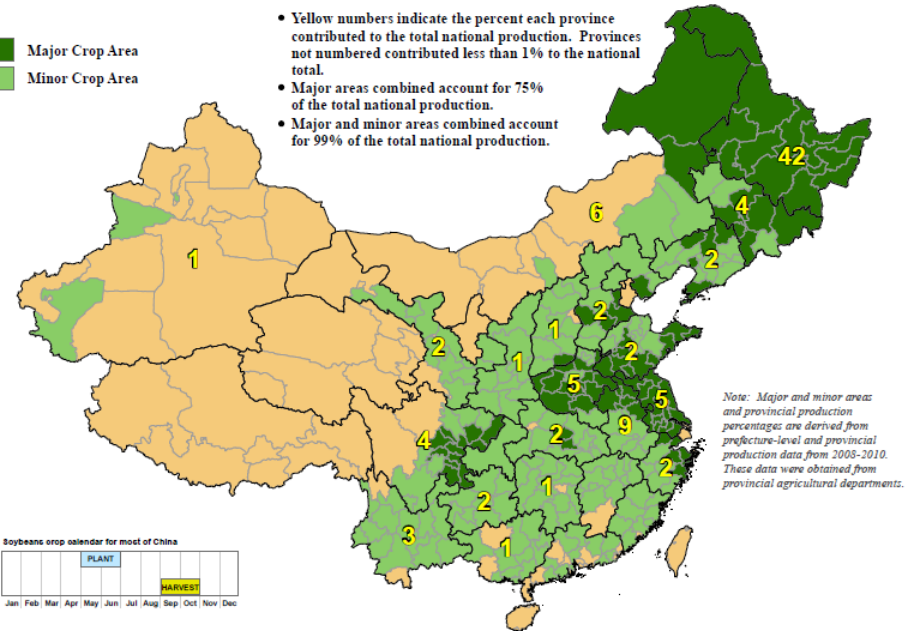 Major Crop Area
Minor Crop Area
• Yellow numbers indicate the percent each province
contributed to the total national production. Provinces
not numbered contributed less than 1% to the national
total.
• Major areas combined account for 75%
of the total national production.
• Major and minor areas combined account
for 99% of the total national production.
42
6
4
1
2
2
1
2
2
1
5
5
4
2
9
2
2
1
3
1
Note: Major and minor areas
and provincial production
percentages are derived from
prefecture-level and provincial
production data from 2008-2010.
These data were obtained from
provincial agricultural departments.
Soybeans crop calendar for most of China
PLANT
HARVEST
Jan Feb Mar Apr May Jun Jul Aug Sep Oct Nov Dec